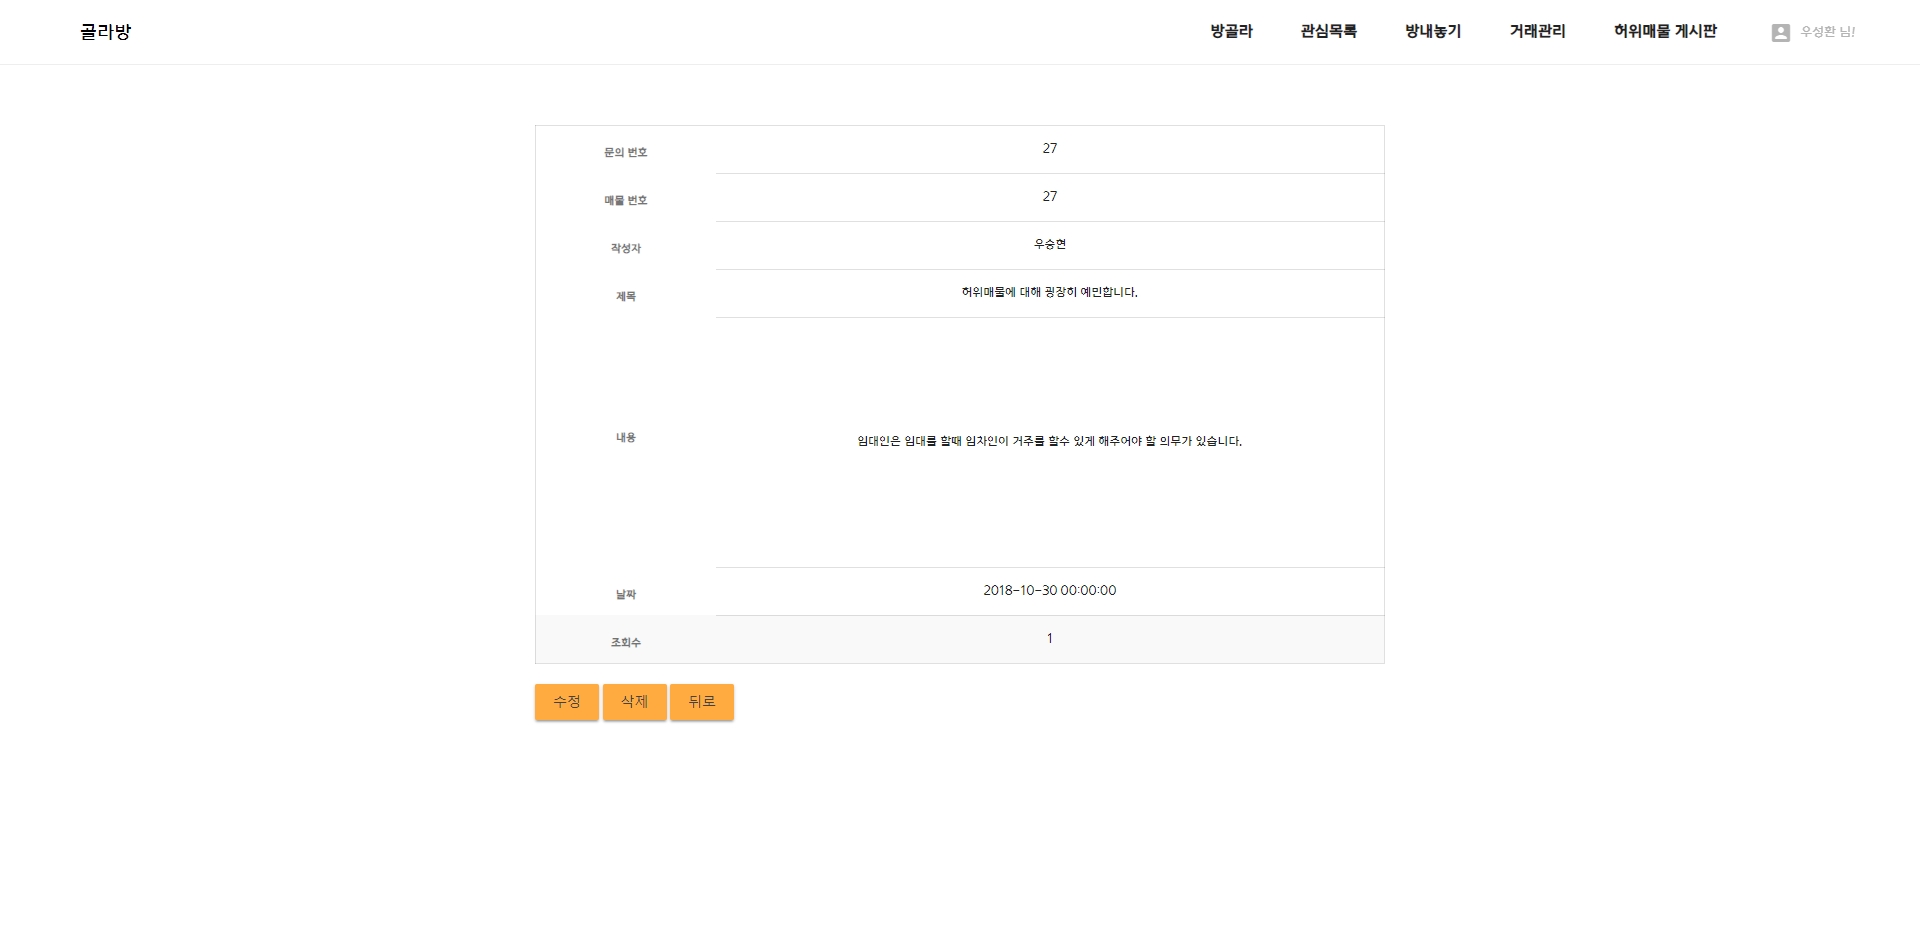 골라방
방골라 관심목록 방내놓기 거래관리 허위매물 게시판 우성환 님!
문의 번호 27
매물 번호 27
작성자 우승현
제목 허위매물에 대해 굉장히 예민합니다.
내용 임대인은 임대를 할때 임차인이 거주를 할수 있게 해주어야 할 의무가 있습니다.
날짜 2018-10-30 00:00:00
조회수 1
수정 삭제 뒤로